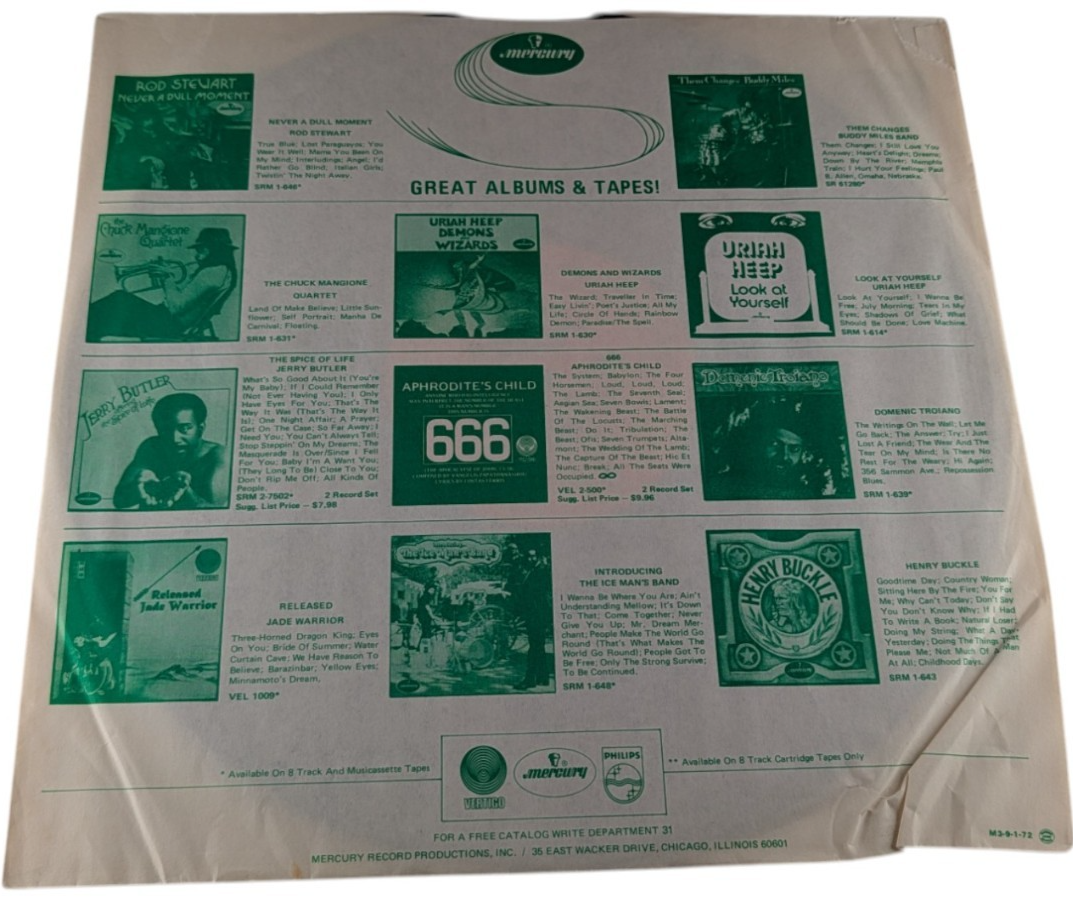 mercury
GREAT ALBUMS & TAPES!
ROD STEWART
NEVER A DULL MOMENT
NEVER A DULL MOMENT
ROD STEWART
True Blue; Lost Paraguayos; You
Wear It Well; Mama You Been On
My Mind; Interludings; Angel; I'd
Rather Go Blind; Italian Girls;
Twistin' The Night Away.
SRM 1-646*
Them Changes Buddy Miles
THEM CHANGES
BUDDY MILES BAND
Them Changes; I Still Love You
Anyway; Heart's Delight; Dreams;
Down By The River; Memphis
Train; I Hurt Your Feelings; Paul
B. Allen, Omaha, Nebraska.
SR 61280*
the
Chuck Mangione
Quartet
THE CHUCK MANGIONE
QUARTET
Land Of Make Believe; Little Sun-
flower; Self Portrait; Manha De
Carnival; Floating.
SRM 1-631*
URIAH HEEP
DEMONS
AND
WIZARDS
DEMONS AND WIZARDS
URIAH HEEP
The Wizard; Traveller In Time;
Easy Livin'; Poet's Justice; All My
Life; Circle Of Hands; Rainbow
Demon; Paradise/The Spell.
SRM 1-630*
URIAH
HEEP
Look at
Yourself
LOOK AT YOURSELF
URIAH HEEP
Look At Yourself; I Wanna Be
Free; July Morning; Tears In My
Eyes; Shadows Of Grief; What
Should Be Done; Love Machine.
SRM 1-614*
JERRY BUTLER
THE SPICE OF LIFE
JERRY BUTLER
What's So Good About It (You're
My Baby); If I Could Remember
(Not Ever Having You); I Only
Have Eyes For You; That's The
Way It Was (That's The Way It
Is); One Night Affair; A Prayer;
Get On The Case; So Far Away; I
Need You; You Can't Always Tell;
Stop Steppin' On My Dreams, The
Masquerade Is Over/Since I Fell
For You; Baby I'm A Want You;
(They Long To Be) Close To You;
Don't Rip Me Off; All Kinds Of
People.
SRM 2-7502* 2 Record Set
Sugg. List Price – $7.98
APHRODITE'S CHILD
666
666
APHRODITE'S CHILD
The System; Babylon; The Four
Horsemen; Loud, Loud, Loud;
The Lamb; The Seventh Seal;
Aegian Sea; Seven Bowls; Lament;
The Wakening Beast; The Battle
Of The Locusts; The Marching
Beast; Do It; Tribulation; The
Beast; Ofis; Seven Trumpets; Alta-
mont; The Wedding Of The Lamb;
The Capture Of The Beast; Hic Et
Nunc; Break; All The Seats Were
Occupied. ∞
VEL 2-500* 2 Record Set
Sugg. List Price – $9.96
Domenic Troiano
DOMENIC TROIANO
The Writings On The Wall; Let Me
Go Back; The Answer; Try; I Just
Lost A Friend; The Wear And The
Tear On My Mind; Is There No
Rest For The Weary; Hi Again;
356 Sammon Ave.; Repossession
Blues.
SRM 1-639*
Released
Jade Warrior
RELEASED
JADE WARRIOR
Three-Horned Dragon King; Eyes
On You; Bride Of Summer; Water
Curtain Cave; We Have Reason To
Believe; Barazinbar; Yellow Eyes;
Minnamoto's Dream.
VEL 1009*
The Ice Man's Band
INTRODUCING
THE ICE MAN'S BAND
I Wanna Be Where You Are; Ain't
Understanding Mellow; It's Down
To That; Come Together; Never
Give You Up; Mr. Dream Mer-
chant; People Make The World Go
Round (That's What Makes The
World Go Round); People Got To
Be Free; Only The Strong Survive;
To Be Continued.
SRM 1-648*
HENRY BUCKLE
HENRY BUCKLE
Goodtime Day; Country Woman;
Sitting Here By The Fire; You For
Me; Why Can't Today; Don't Say
You Don't Know Why; If I Had
To Write A Book; Natural Loser;
Doing My String; What A Day
Yesterday; Doing The Things That
Please Me; Not Much Of A Man
At All; Childhood Days.
SRM 1-643
* Available On 8 Track And Musicassette Tapes
VERTIGO
mercury
PHILIPS
** Available On 8 Track Cartridge Tapes Only
FOR A FREE CATALOG WRITE DEPARTMENT 31
MERCURY RECORD PRODUCTIONS, INC. / 35 EAST WACKER DRIVE, CHICAGO, ILLINOIS 60601
M3-9-1-72